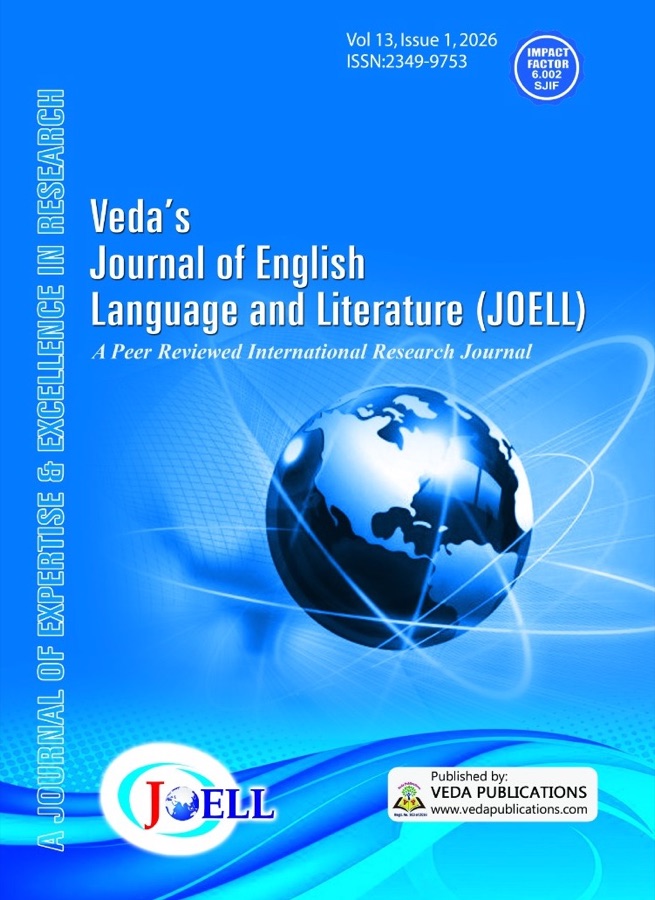 Vol 13, Issue 1, 2026
ISSN:2349-9753
IMPACT
FACTOR
6.002
SJIF
A JOURNAL OF EXPERTISE & EXCELLENCE IN RESEARCH
Veda's
Journal of English
Language and Literature (JOELL)
A Peer Reviewed International Research Journal
JOELL
Published by:
VEDA PUBLICATIONS
www.vedapublications.com